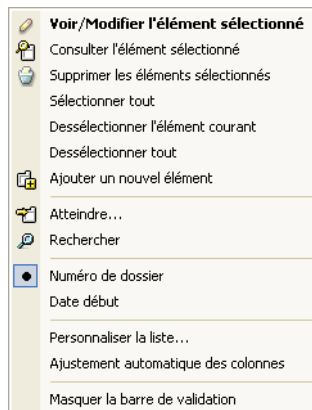 Voir/Modifier l'élément sélectionné
Consulter l'élément sélectionné
Supprimer les éléments sélectionnés
Sélectionner tout
Dessélectionner l'élément courant
Dessélectionner tout
Ajouter un nouvel élément
Atteindre...
Rechercher
Numéro de dossier
Date début
Personnaliser la liste...
Ajustement automatique des colonnes
Masquer la barre de validation